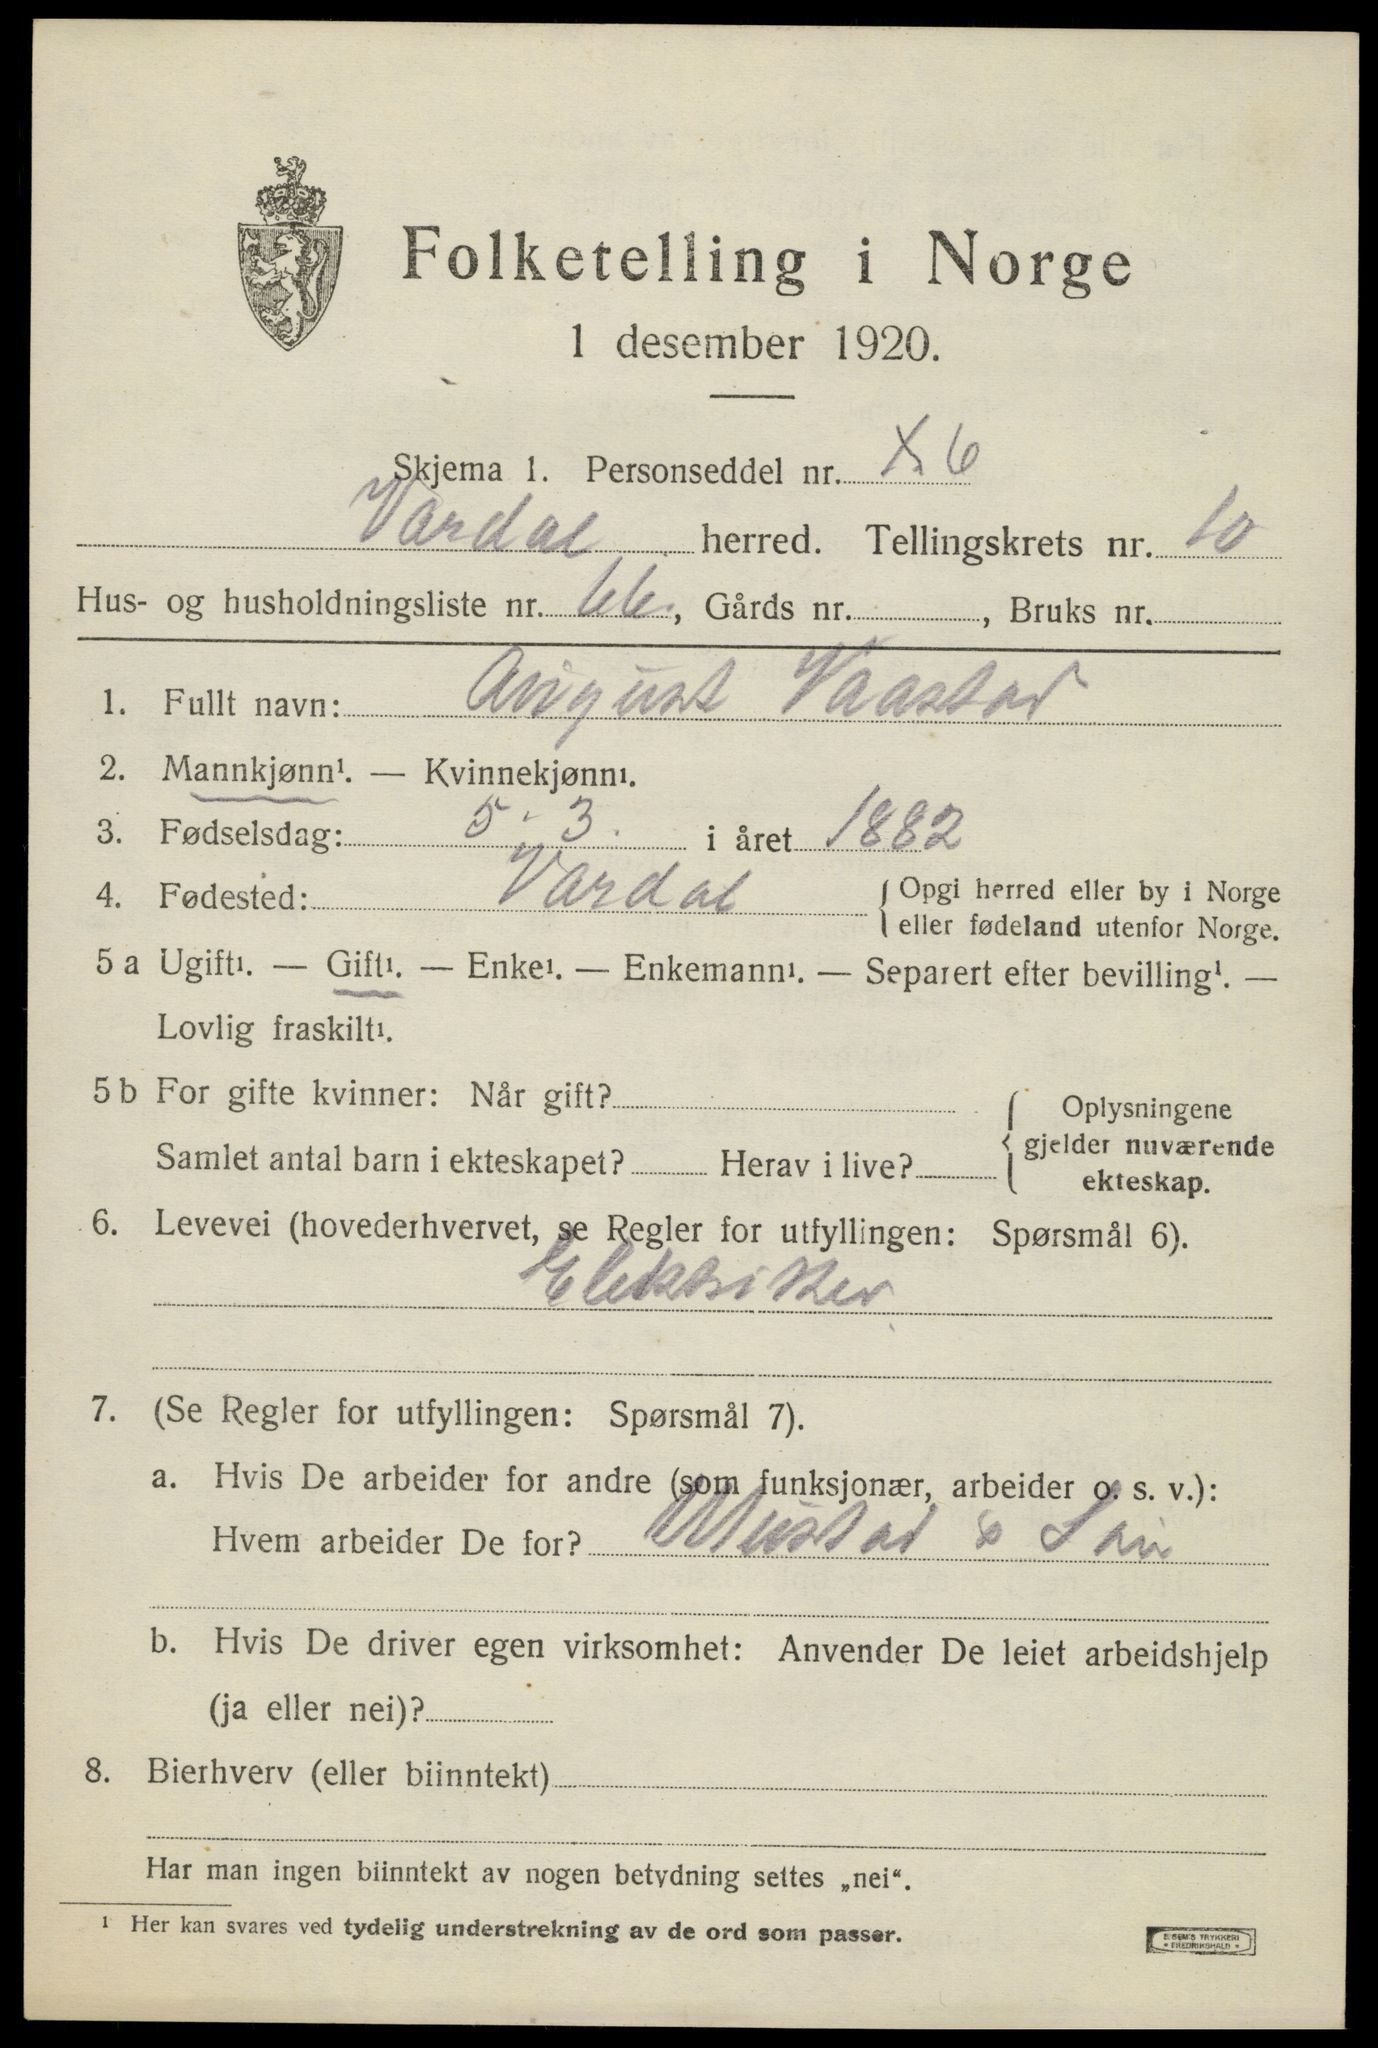 Folketelling i Norge
1 desember 1920.
Skjema 1. Personseddel nr. X 6
Vardal herred. Tellingskrets nr. 10
Hus- og husholdningsliste nr. 66, Gårds nr. , Bruks nr.
1. Fullt navn: August Vaastad
2. Mannkjønn¹. — Kvinnekjønn¹.
3. Fødselsdag: 5. 3. i året 1882
4. Fødested: Vardal { Opgi herred eller by i Norge
eller fødeland utenfor Norge.
5 a Ugift¹. — Gift¹. — Enke¹. — Enkemann¹. — Separert efter bevilling¹. —
Lovlig fraskilt¹.
5 b For gifte kvinner: Når gift?
Samlet antal barn i ekteskapet? Herav i live?
{ Oplysningene
gjelder nuværende
ekteskap.
6. Levevei (hovederhvervet, se Regler for utfyllingen: Spørsmål 6).
Elektriker
7. (Se Regler for utfyllingen: Spørsmål 7).
a. Hvis De arbeider for andre (som funksjonær, arbeider o. s. v.):
Hvem arbeider De for? Mustad & Søn
b. Hvis De driver egen virksomhet: Anvender De leiet arbeidshjelp
(ja eller nei)?
8. Bierhverv (eller biinntekt)
Har man ingen biinntekt av nogen betydning settes „nei“.
¹ Her kan svares ved tydelig understrekning av de ord som passer.
E. SEM'S TRYKKERI
• FREDRIKSHALD •